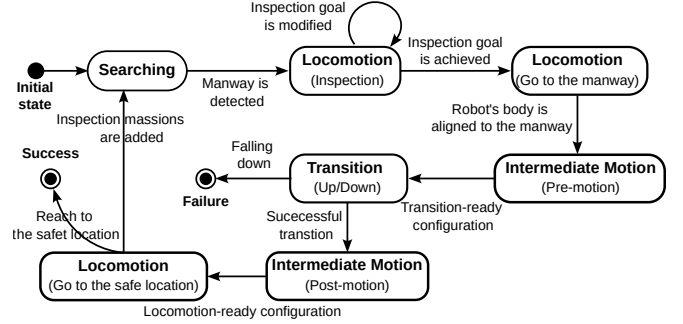 Inspection goal
is modified
Locomotion
(Inspection)
Inspection goal
is achieved
Locomotion
(Go to the manway)
Searching
Initial
state
Manway is
detected
Inspection massions
are added
Robot's body is
aligned to the manway
Success
Falling
down
Failure
Transition
(Up/Down)
Intermediate Motion
(Pre-motion)
Transition-ready
configuration
Reach to
the safet location
Sucecessful
transtion
Locomotion
(Go to the safe location)
Intermediate Motion
(Post-motion)
Locomotion-ready configuration